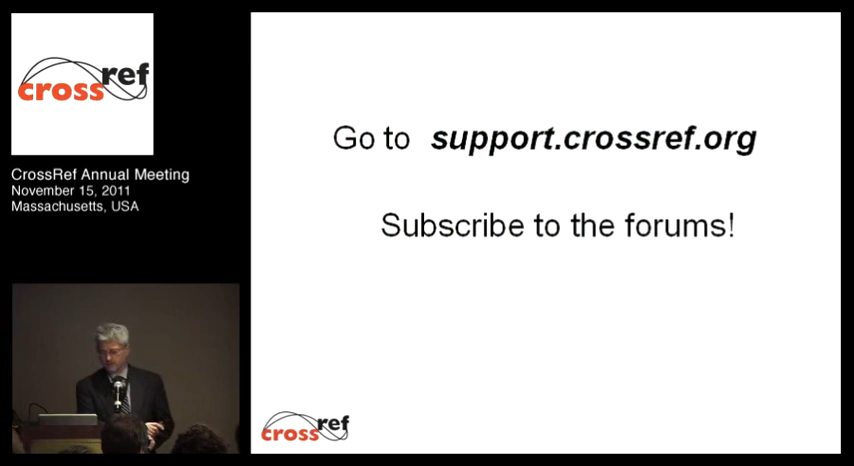 crossref
CrossRef Annual Meeting
November 15, 2011
Massachusetts, USA
Go to support.crossref.org
Subscribe to the forums!
crossref